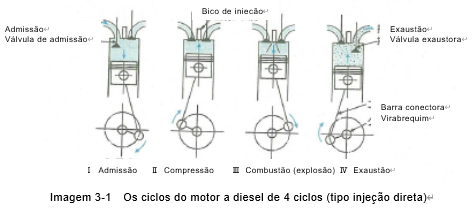 Bico de iniecão
Admissão
Válvula de admissão
Exaustão
Válvula exaustora
Barra conectora
Virabrequim
I Admissão II Compressão III Combustão (explosão) IV Exaustão
Imagem 3-1 Os ciclos do motor a diesel de 4 ciclos (tipo injeção direta)